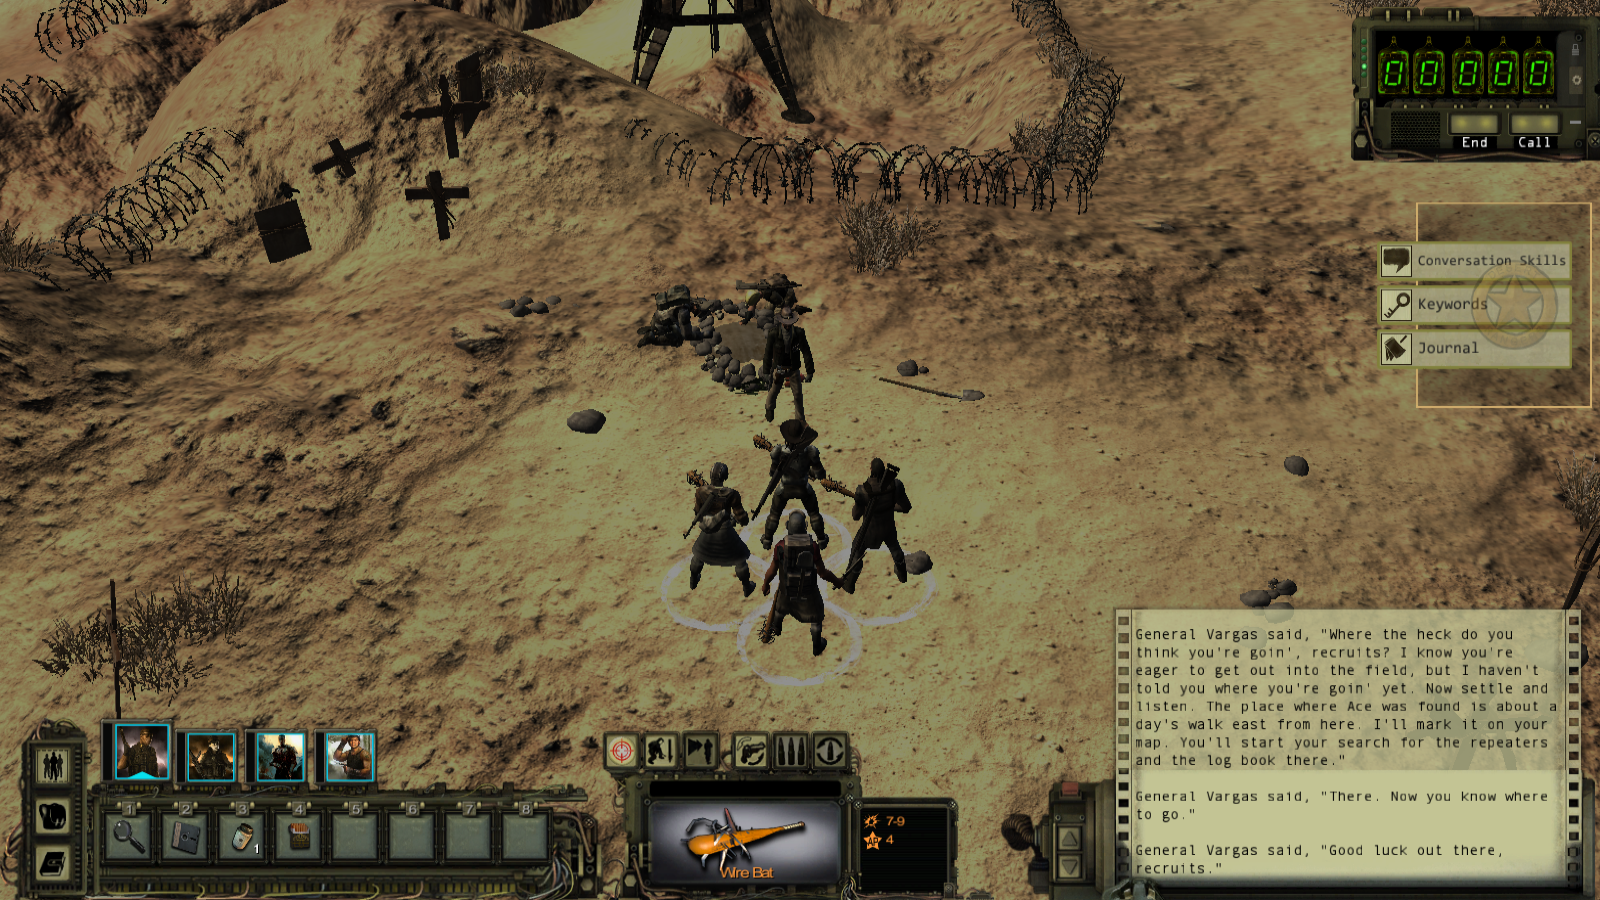 00000
End Call
Conversation Skills
Keywords
Journal
General Vargas said, "Where the heck do you
think you're goin', recruits? I know you're
eager to get out into the field, but I haven't
told you where you're goin' yet. Now settle and
listen. The place where Ace was found is about a
day's walk east from here. I'll mark it on your
map. You'll start your search for the repeaters
and the log book there."
General Vargas said, "There. Now you know where
to go."
General Vargas said, "Good luck out there,
recruits."
1 2 3 4 5 6 7 8
1
7-9
AP 4
Wire Bat